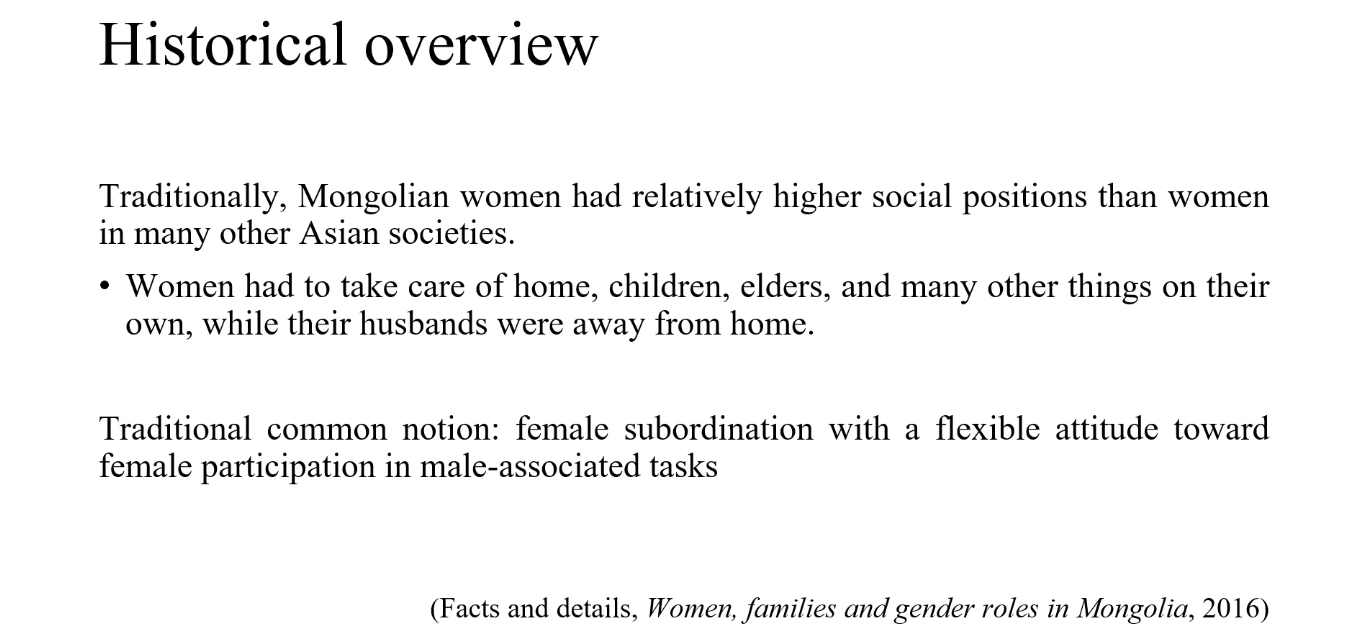 Historical overview
Traditionally, Mongolian women had relatively higher social positions than women
in many other Asian societies.
• Women had to take care of home, children, elders, and many other things on their
own, while their husbands were away from home.
Traditional common notion: female subordination with a flexible attitude toward
female participation in male-associated tasks
(Facts and details, Women, families and gender roles in Mongolia, 2016)